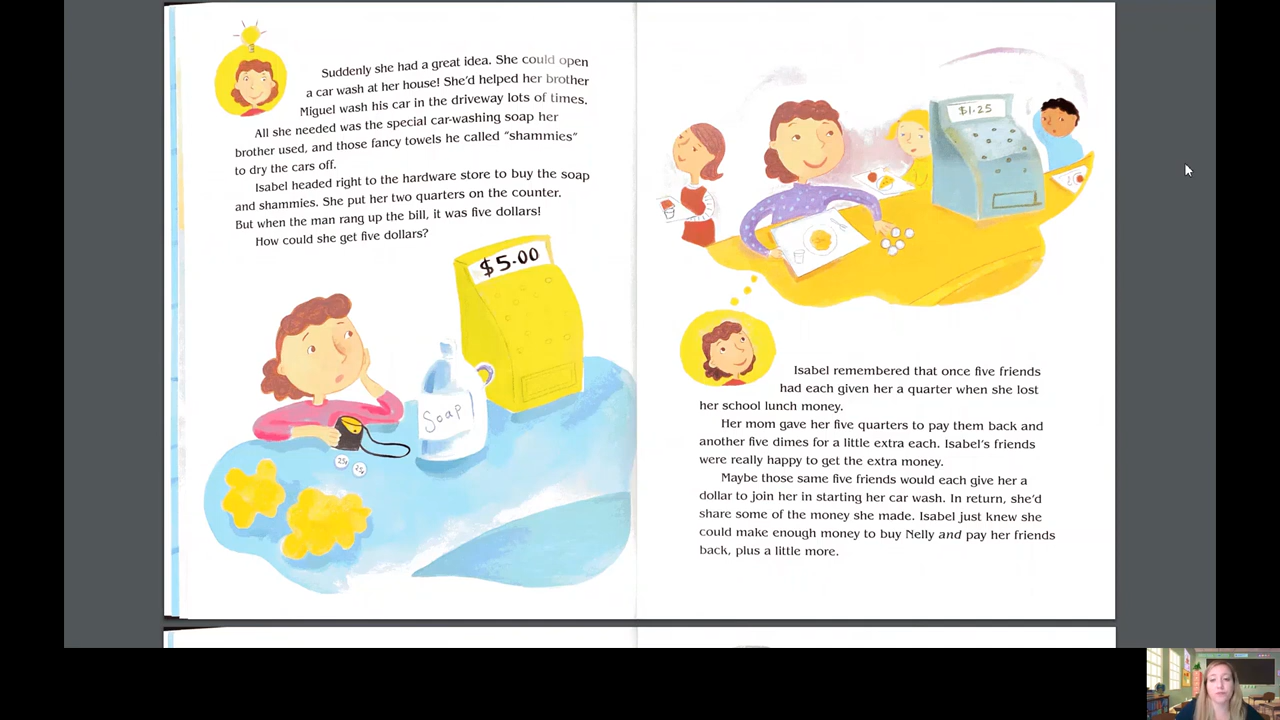 Suddenly she had a great idea. She could open
a car wash at her house! She'd helped her brother
Miguel wash his car in the driveway lots of times.
All she needed was the special car-washing soap her
brother used, and those fancy towels he called "shammies"
to dry the cars off.
Isabel headed right to the hardware store to buy the soap
and shammies. She put her two quarters on the counter.
But when the man rang up the bill, it was five dollars!
How could she get five dollars?
$5.00
Soap
25¢
25¢
$1.25
Isabel remembered that once five friends
had each given her a quarter when she lost
her school lunch money.
Her mom gave her five quarters to pay them back and
another five dimes for a little extra each. Isabel's friends
were really happy to get the extra money.
Maybe those same five friends would each give her a
dollar to join her in starting her car wash. In return, she'd
share some of the money she made. Isabel just knew she
could make enough money to buy Nelly and pay her friends
back, plus a little more.